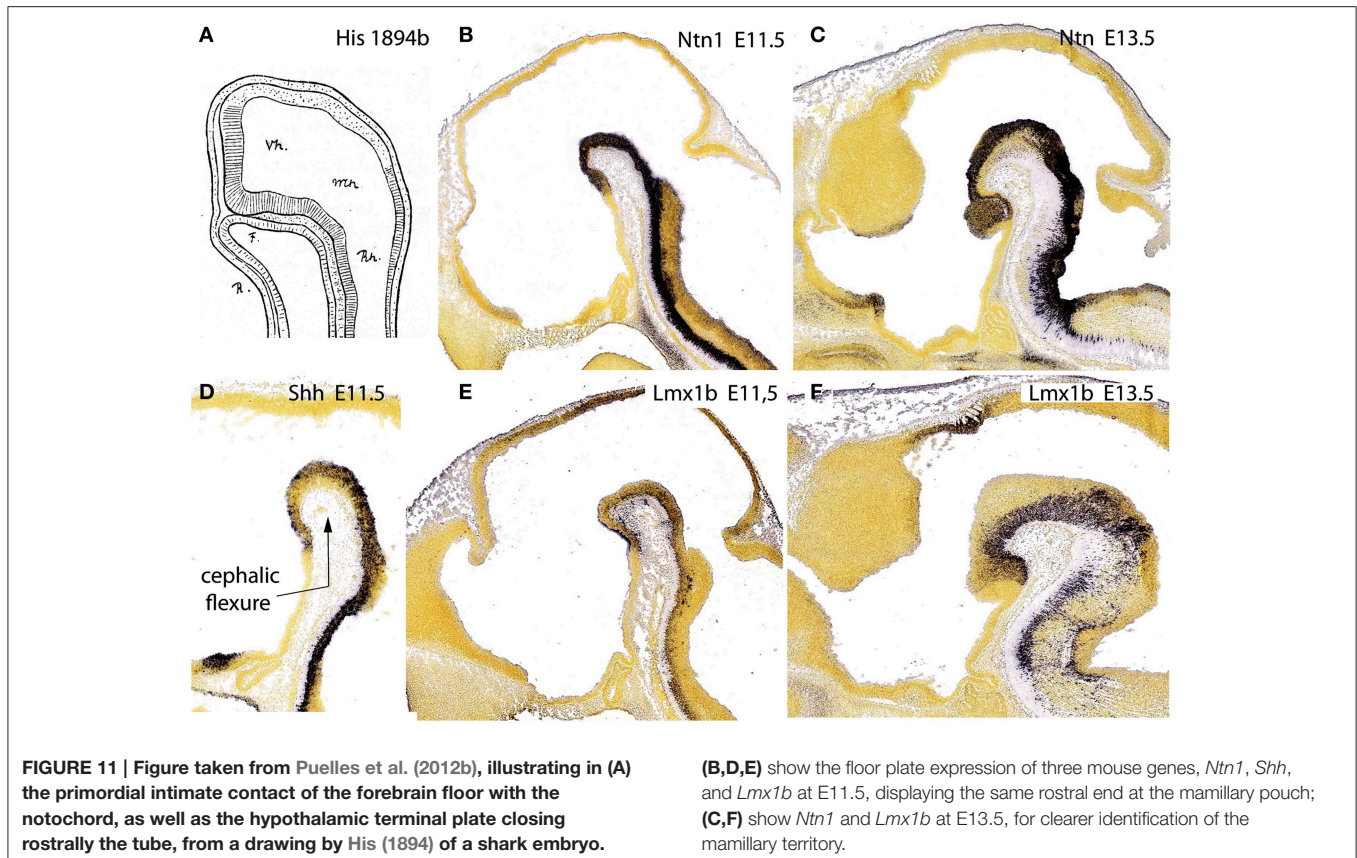 A
His 1894b
Vh.
mh.
Rh.
F.
R.
B
Ntn1 E11.5
C
Ntn E13.5
D
Shh E11.5
cephalic
flexure
E
Lmx1b E11,5
F
Lmx1b E13.5
FIGURE 11 | Figure taken from Puelles et al. (2012b), illustrating in (A)
the primordial intimate contact of the forebrain floor with the
notochord, as well as the hypothalamic terminal plate closing
rostrally the tube, from a drawing by His (1894) of a shark embryo.
(B,D,E) show the floor plate expression of three mouse genes, Ntn1, Shh,
and Lmx1b at E11.5, displaying the same rostral end at the mamillary pouch;
(C,F) show Ntn1 and Lmx1b at E13.5, for clearer identification of the
mamillary territory.